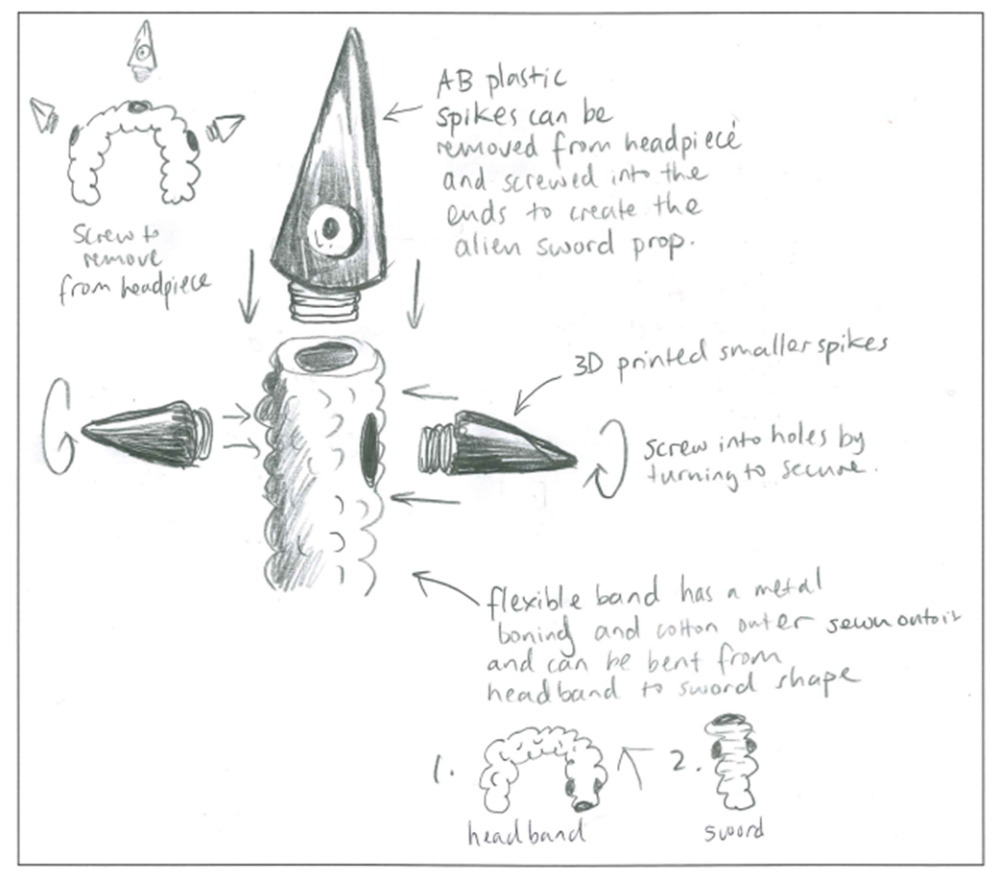 AB plastic
spikes can be
removed from headpiece
and screwed into the
ends to create the
alien sword prop.
Screw to
remove
from headpiece
3D printed smaller spikes
screw into holes by
turning to secure.
flexible band has a metal
boning and cotton outer sewn onto it
and can be bent from
headband to sword shape
1.
2.
headband
sword